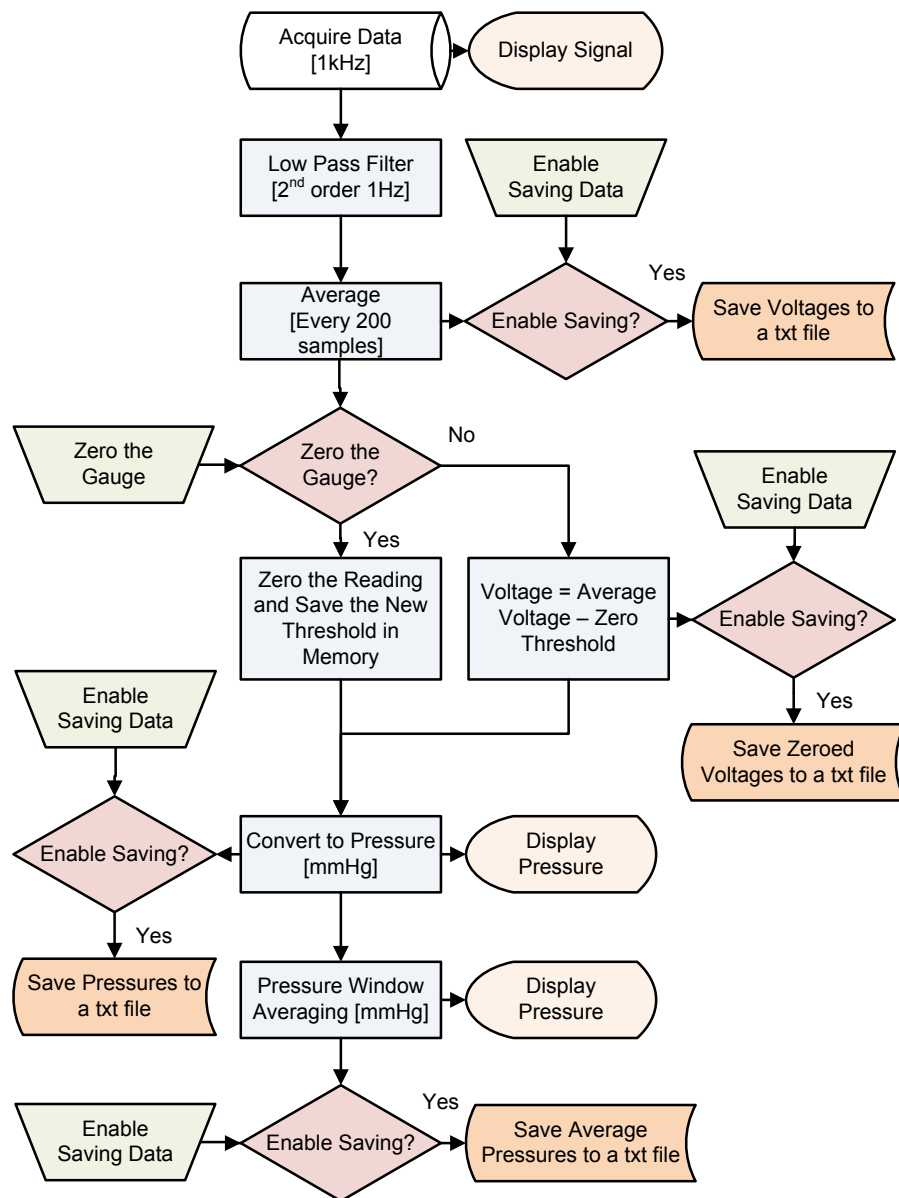 Acquire Data
[1kHz]
Display Signal
Low Pass Filter
[2nd order 1Hz]
Enable
Saving Data
Average
[Every 200
samples]
Enable Saving?
Yes
Save Voltages to
a txt file
Zero the
Gauge
Zero the
Gauge?
No
Enable
Saving Data
Yes
Zero the Reading
and Save the New
Threshold in
Memory
Voltage = Average
Voltage – Zero
Threshold
Enable Saving?
Yes
Save Zeroed
Voltages to a txt file
Enable
Saving Data
Enable Saving?
Convert to Pressure
[mmHg]
Display
Pressure
Yes
Save Pressures to
a txt file
Pressure Window
Averaging [mmHg]
Display
Pressure
Enable
Saving Data
Enable Saving?
Yes
Save Average
Pressures to a txt file